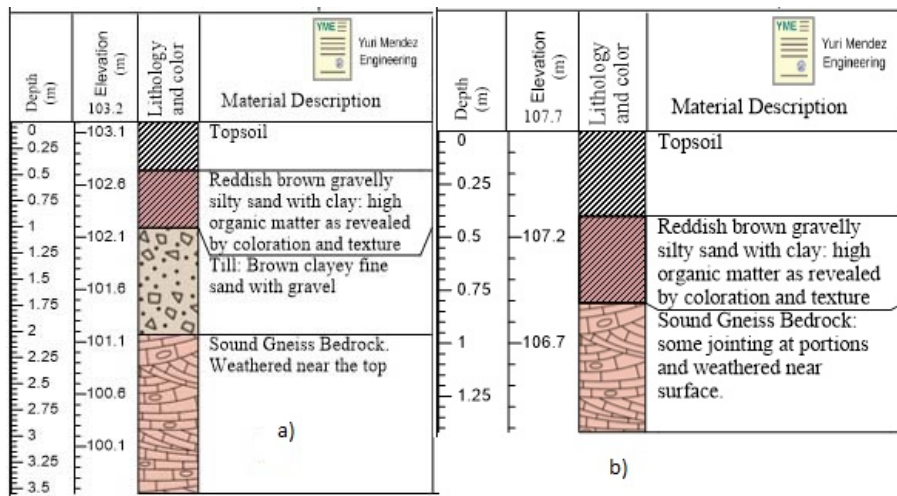 YME
Yuri Mendez
Engineering
Depth
(m)
Elevation
(m)
103.2
Lithology
and color
Material Description
0
0.25
0.5
0.75
1
1.25
1.5
1.75
2
2.25
2.5
2.75
3
3.25
3.5
103.1
102.6
102.1
101.6
101.1
100.6
100.1
Topsoil
Reddish brown gravelly
silty sand with clay: high
organic matter as revealed
by coloration and texture
Till: Brown clayey fine
sand with gravel
Sound Gneiss Bedrock.
Weathered near the top
a)
YME
Yuri Mendez
Engineering
Depth
(m)
Elevation
(m)
107.7
Lithology
and color
Material Description
0
0.25
0.5
0.75
1
1.25
107.2
106.7
Topsoil
Reddish brown gravelly
silty sand with clay: high
organic matter as revealed
by coloration and texture
Sound Gneiss Bedrock:
some jointing at portions
and weathered near
surface.
b)